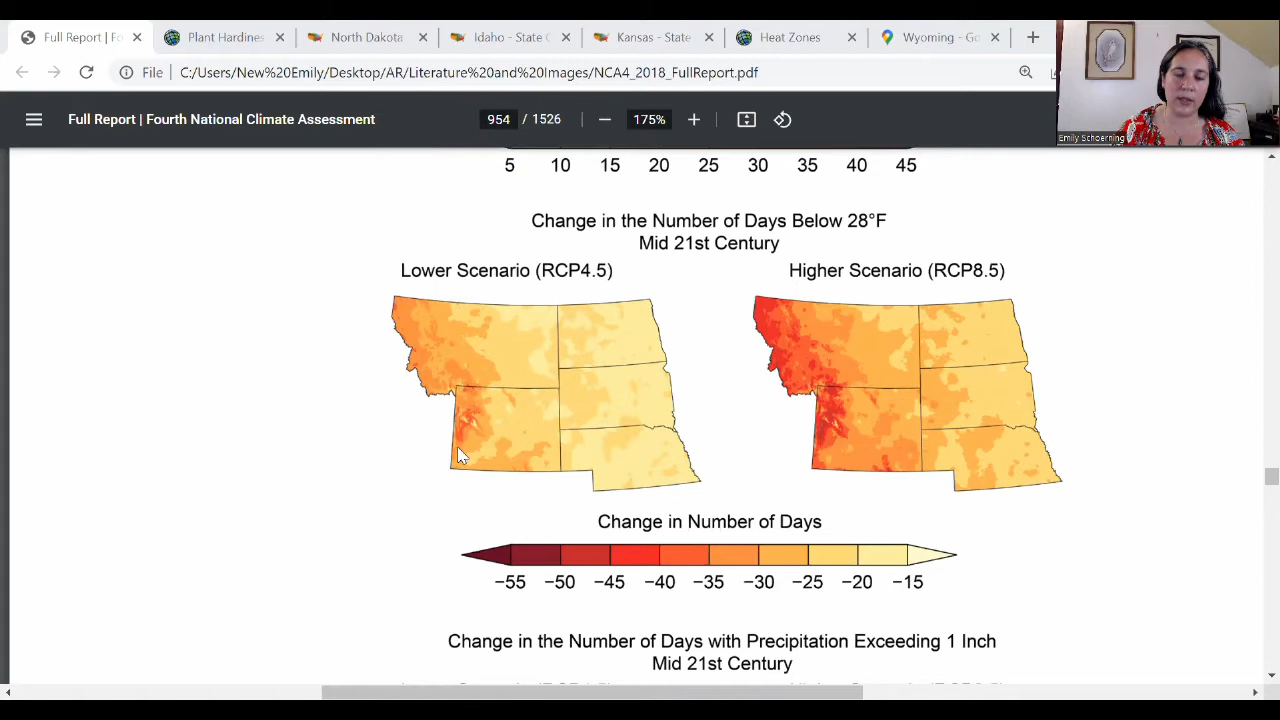 Full Report | Fo
Plant Hardines
North Dakota
Idaho - State C
Kansas - State
Heat Zones
Wyoming - Go
File
C:/Users/New%20Emily/Desktop/AR/Literature%20and%20Images/NCA4_2018_FullReport.pdf
Full Report | Fourth National Climate Assessment
954 / 1526
175%
Emily Schoerning
5 10 15 20 25 30 35 40 45
Change in the Number of Days Below 28°F
Mid 21st Century
Lower Scenario (RCP4.5)
Higher Scenario (RCP8.5)
Change in Number of Days
−55 −50 −45 −40 −35 −30 −25 −20 −15
Change in the Number of Days with Precipitation Exceeding 1 Inch
Mid 21st Century